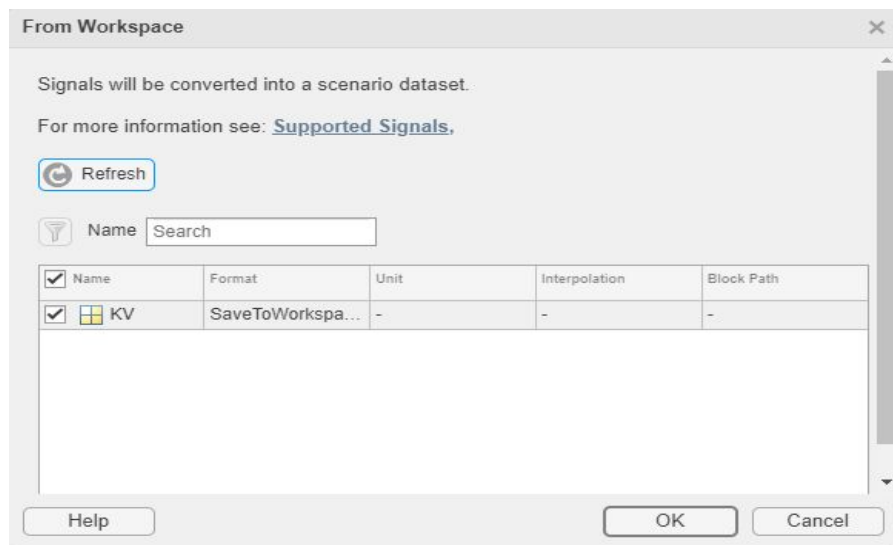 From Workspace
Signals will be converted into a scenario dataset.
For more information see: Supported Signals,
Refresh
Name Search
Name Format Unit Interpolation Block Path
KV SaveToWorkspa... - - -
Help OK Cancel